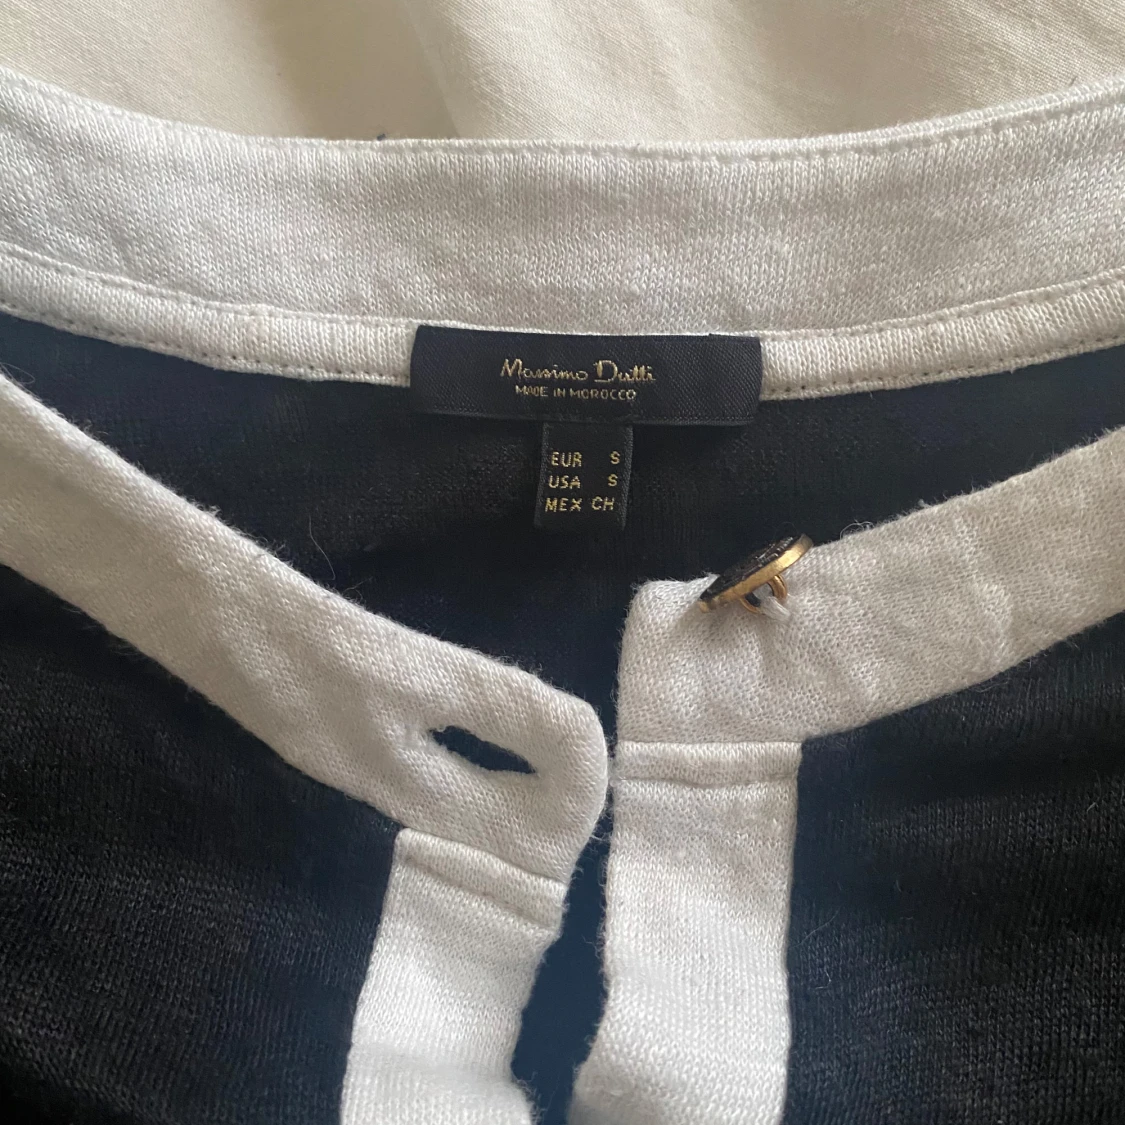 Massimo Dutti
MADE IN MOROCCO
EUR S
USA S
MEX CH